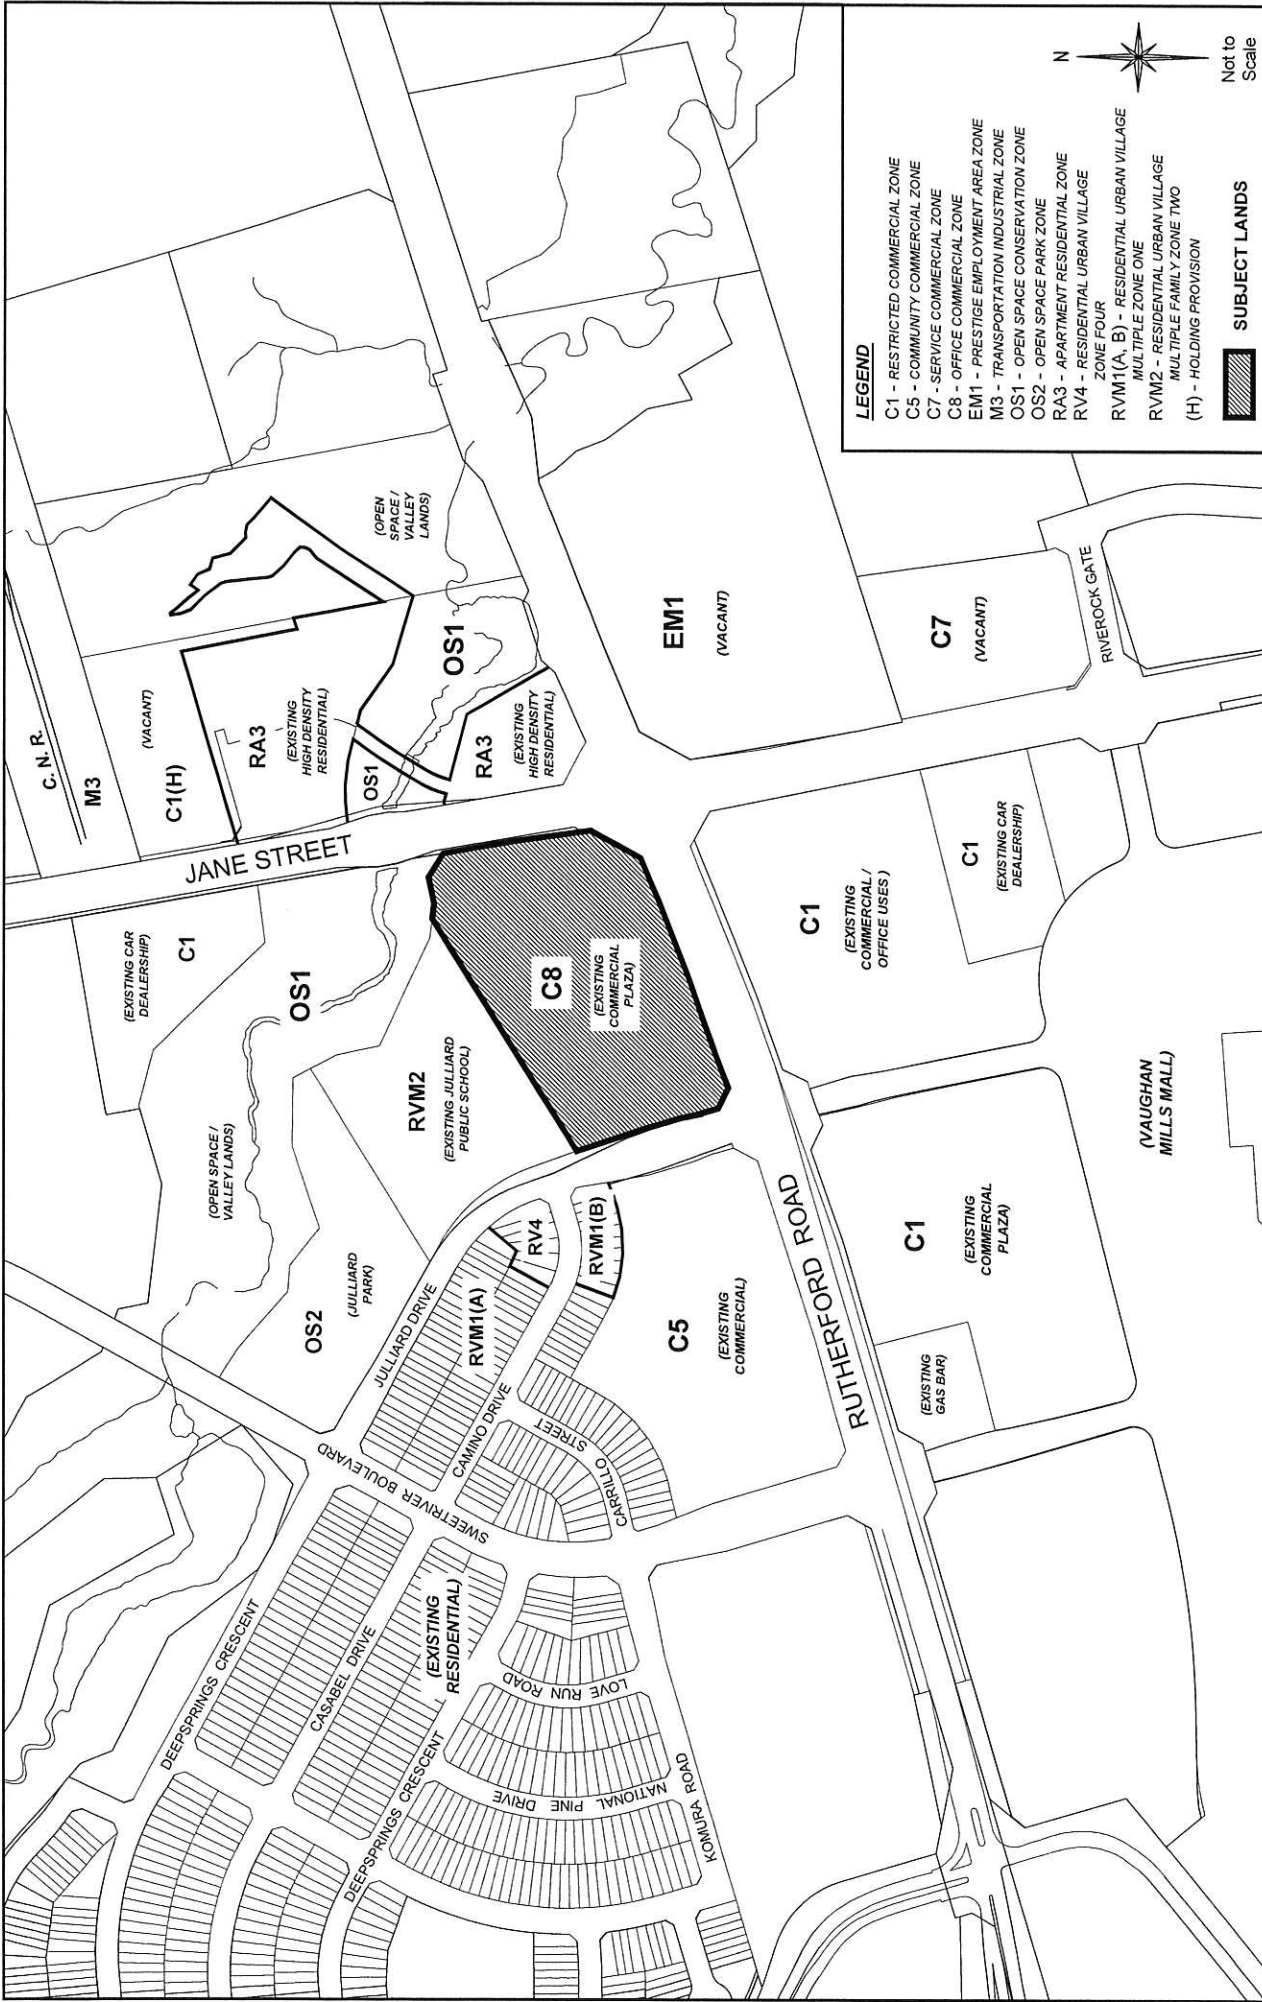 LEGEND
C1 - RESTRICTED COMMERCIAL ZONE
C5 - COMMUNITY COMMERCIAL ZONE
C7 - SERVICE COMMERCIAL ZONE
C8 - OFFICE COMMERCIAL ZONE
EM1 - PRESTIGE EMPLOYMENT AREA ZONE
M3 - TRANSPORTATION INDUSTRIAL ZONE
OS1 - OPEN SPACE CONSERVATION ZONE
OS2 - OPEN SPACE PARK ZONE
RA3 - APARTMENT RESIDENTIAL ZONE
RV4 - RESIDENTIAL URBAN VILLAGE
ZONE FOUR
RVM1(A, B) - RESIDENTIAL URBAN VILLAGE
MULTIPLE ZONE ONE
RVM2 - RESIDENTIAL URBAN VILLAGE
MULTIPLE FAMILY ZONE TWO
(H) - HOLDING PROVISION
SUBJECT LANDS
N
Not to
Scale
C. N. R.
M3
C1(H)
(VACANT)
RA3
(EXISTING
HIGH DENSITY
RESIDENTIAL)
OS1
(OPEN
SPACE /
VALLEY
LANDS)
OS1
RA3
(EXISTING
HIGH DENSITY
RESIDENTIAL)
JANE STREET
(EXISTING CAR
DEALERSHIP)
C1
OS1
(OPEN SPACE /
VALLEY LANDS)
OS2
(JULLIARD
PARK)
RVM2
(EXISTING JULLIARD
PUBLIC SCHOOL)
C8
(EXISTING
COMMERCIAL
PLAZA)
EM1
(VACANT)
C7
(VACANT)
RIVEROCK GATE
C1
(EXISTING CAR
DEALERSHIP)
C1
(EXISTING
COMMERCIAL /
OFFICE USES )
(VAUGHAN
MILLS MALL)
C1
(EXISTING
COMMERCIAL
PLAZA)
(EXISTING
GAS BAR)
RUTHERFORD ROAD
C5
(EXISTING
COMMERCIAL)
RV4
RVM1(B)
RVM1(A)
JULLIARD DRIVE
CAMINO DRIVE
CARRILLO STREET
SWEETRIVER BOULEVARD
DEEPSPRINGS CRESCENT
CASABEL DRIVE
(EXISTING
RESIDENTIAL)
DEEPSPRINGS CRESCENT
LOVE RUN ROAD
NATIONAL PINE DRIVE
KOMURA ROAD